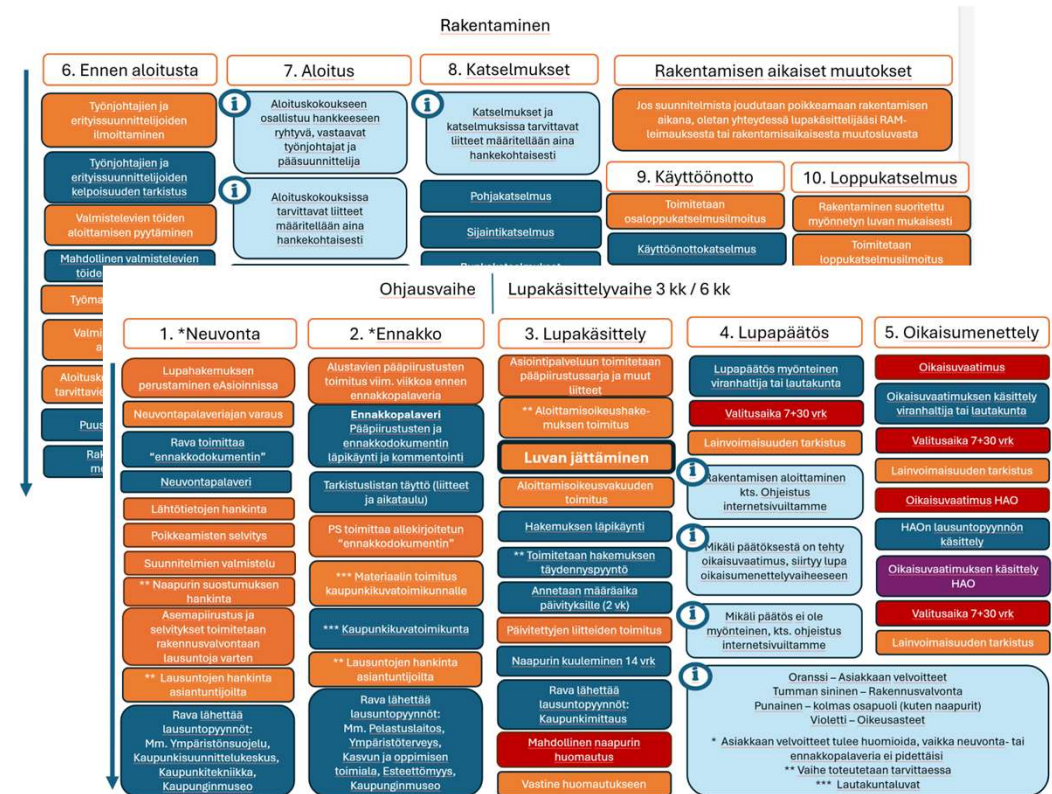 Rakentaminen
6. Ennen aloitusta
Työnjohtajien ja
erityissuunnittelijoiden
ilmoittaminen
Työnjohtajien ja
erityissuunnittelijoiden
kelpoisuuden tarkistus
Valmistelevien töiden
aloittamisen pyytäminen
Mahdollinen valmistelevien
7. Aloitus
Aloituskokoukseen
osallistuu hankkeeseen
ryhtyvä, vastaavat
työnjohtajat ja
pääsuunnittelija
Aloituskokouksissa
tarvittavat liitteet
määritellään aina
hankekohtaisesti
8. Katselmukset
Katselmukset ja
katselmuksissa tarvittavat
liitteet määritellään aina
hankekohtaisesti
Pohjakatselmus
Sijaintikatselmus
Rakentamisen aikaiset muutokset
Jos suunnitelmista joudutaan poikkeamaan rakentamisen
aikana, oletan yhteydessä lupakäsittelijääsi RAM-
leimauksesta tai rakentamisaikaisesta muutosluvasta
9. Käyttöönotto
Toimitetaan
osaloppukatselmusilmoitus
Käyttöönottokatselmus
10. Loppukatselmus
Rakentaminen suoritettu
myönnetyn luvan mukaisesti
Toimitetaan
loppukatselmusilmoitus
Ohjausvaihe
Lupakäsittelyvaihe 3 kk / 6 kk
1. *Neuvonta
Lupahakemuksen
perustaminen eAsioinnissa
Neuvontapalaveriajan varaus
Rava toimittaa
"ennakkodokumentin"
Neuvontapalaveri
Lähtötietojen hankinta
Poikkeamisten selvitys
Suunnitelmien valmistelu
** Naapurin suostumuksen
hankinta
Asemapiirustus ja
selvitykset toimitetaan
rakennusvalvontaan
lausuntoja varten
** Lausuntojen hankinta
asiantuntijoilta
Rava lähettää
lausuntopyynnöt:
Mm. Ympäristönsuojelu,
Kaupunkisuunnittelukeskus,
Kaupunkitekniikka,
Kaupunginmuseo
2. *Ennakko
Alustavien pääpiirustusten
toimitus viim. viikkoa ennen
ennakkopalaveria
Ennakkopalaveri
Pääpiirustusten ja
ennakkodokumentin
läpikäynti ja kommentointi
Tarkistuslistan täyttö (liitteet
ja aikataulu)
PS toimittaa allekirjoitetun
"ennakkodokumentin"
*** Materiaalin toimitus
kaupunkikuvatoimikunnalle
*** Kaupunkikuvatoimikunta
** Lausuntojen hankinta
asiantuntijoilta
Rava lähettää
lausuntopyynnöt:
Mm. Pelastuslaitos,
Ympäristöterveys,
Kasvun ja oppimisen
toimiala, Esteettömyys,
Kaupunginmuseo
3. Lupakäsittely
Asiointipalveluun toimitetaan
pääpiirustussarja ja muut
liitteet
** Aloittamisoikeushake-
muksen toimitus
Luvan jättäminen
Aloittamisoikeusvakuuden
toimitus
Hakemuksen läpikäynti
** Toimitetaan hakemuksen
täydennyspyyntö
Annetaan määräaika
päivityksille (2 vk)
Päivitettyjen liitteiden toimitus
Naapurin kuuleminen 14 vrk
Rava lähettää
lausuntopyynnöt:
Kaupunkimittaus
Mahdollinen naapurin
huomautus
Vastine huomautukseen
4. Lupapäätös
Lupapäätös myönteinen
viranhaltija tai lautakunta
Valitusaika 7+30 vrk
Lainvoimaisuuden tarkistus
Rakentamisen aloittaminen
kts. Ohjeistus
internetsivuiltamme
Mikäli päätöksestä on tehty
oikaisuvaatimus, siirtyy lupa
oikaisumenettelyvaiheeseen
Mikäli päätös ei ole
myönteinen, kts. ohjeistus
internetsivuiltamme
5. Oikaisumenettely
Oikaisuvaatimus
Oikaisuvaatimuksen käsittely
viranhaltija tai lautakunta
Valitusaika 7+30 vrk
Lainvoimaisuuden tarkistus
Oikaisuvaatimus HAO
HAOn lausuntopyynnön
käsittely
Oikaisuvaatimuksen käsittely
HAO
Valitusaika 7+30 vrk
Lainvoimaisuuden tarkistus
Oranssi – Asiakkaan velvoitteet
Tumman sininen – Rakennusvalvonta
Punainen – kolmas osapuoli (kuten naapurit)
Violetti – Oikeusasteet
* Asiakkaan velvoitteet tulee huomioida, vaikka neuvonta- tai
ennakkopalaveria ei pidettäisi
** Vaihe toteutetaan tarvittaessa
*** Lautakuntaluvat